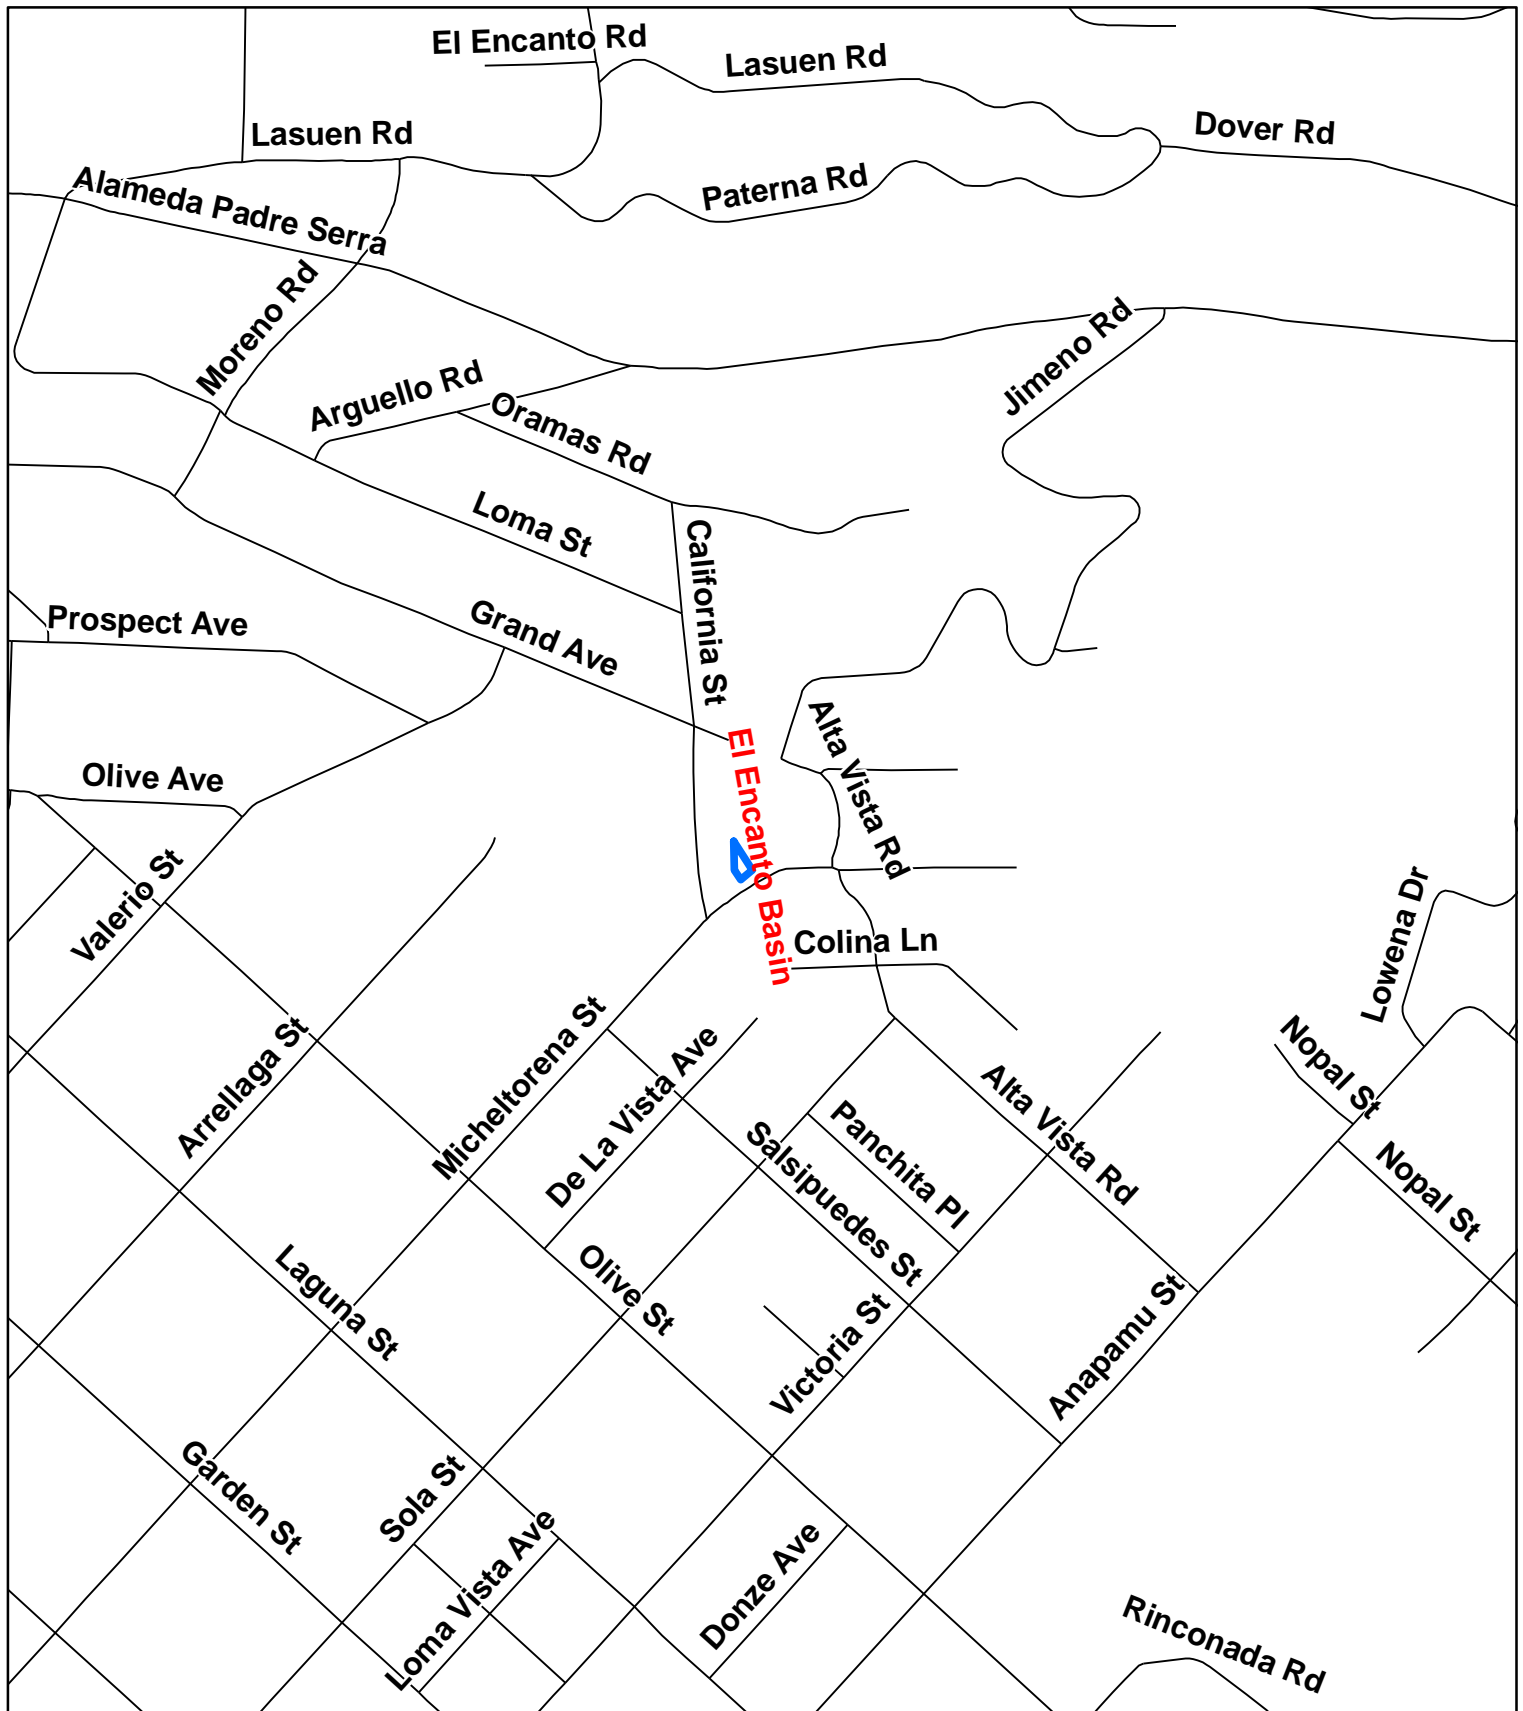 El Encanto Rd
Lasuen Rd
Dover Rd
Lasuen Rd
Paterna Rd
Alameda Padre Serra
Moreno Rd
Jimeno Rd
Arguello Rd
Oramas Rd
Loma St
California St
Prospect Ave
Grand Ave
Alta Vista Rd
El Encanto Basin
Olive Ave
Valerio St
Colina Ln
Lowena Dr
Arrellaga St
Micheltorena St
De La Vista Ave
Nopal St
Alta Vista Rd
Panchita Pl
Salsipuedes St
Nopal St
Laguna St
Olive St
Victoria St
Anapamu St
Garden St
Sola St
Loma Vista Ave
Donze Ave
Rinconada Rd